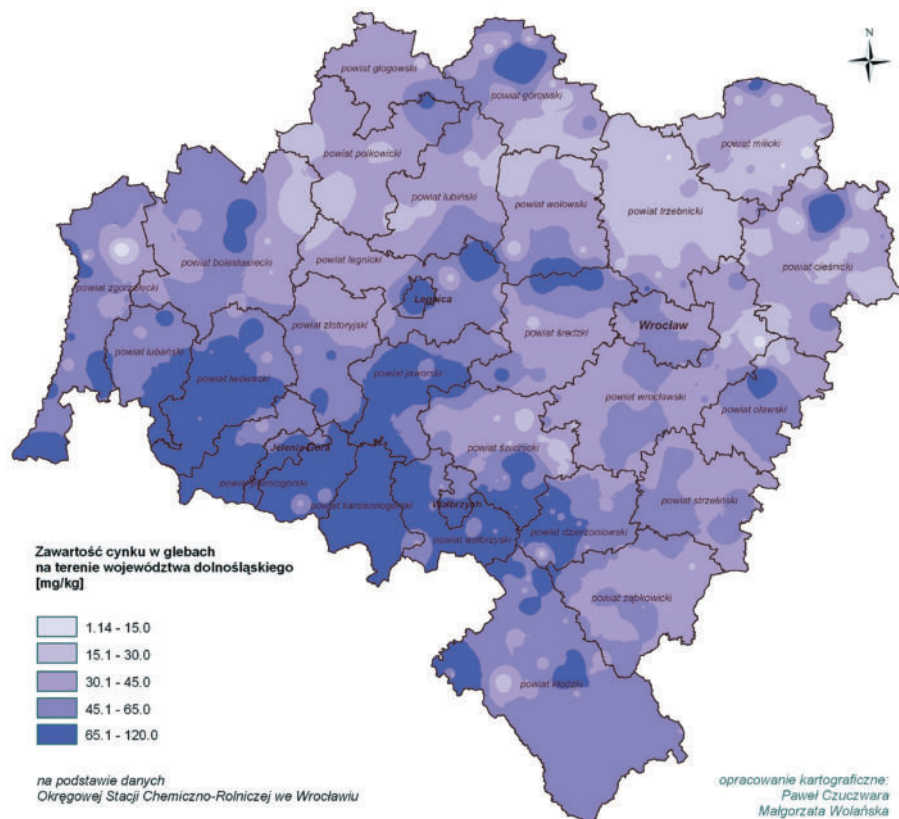 N
powiat głogowski
powiat górowski
powiat milicki
powiat polkowicki
powiat lubiński
powiat wołowski
powiat trzebnicki
powiat bolesławiecki
powiat legnicki
powiat oleśnicki
powiat zgorzelecki
Legnica
powiat złotoryjski
powiat średzki
Wrocław
powiat lubański
powiat lwówecki
powiat jaworski
powiat wrocławski
powiat oławski
Jelenia Góra
powiat świdnicki
powiat jeleniogórski
powiat kamiennogórski
Wałbrzych
powiat strzeliński
powiat wałbrzyski
powiat dzierżoniowski
powiat ząbkowicki
powiat kłodzki
Zawartość cynku w glebach
na terenie województwa dolnośląskiego
[mg/kg]
1.14 - 15.0
15.1 - 30.0
30.1 - 45.0
45.1 - 65.0
65.1 - 120.0
na podstawie danych
Okręgowej Stacji Chemiczno-Rolniczej we Wrocławiu
opracowanie kartograficzne:
Paweł Czuczwara
Małgorzata Wolańska